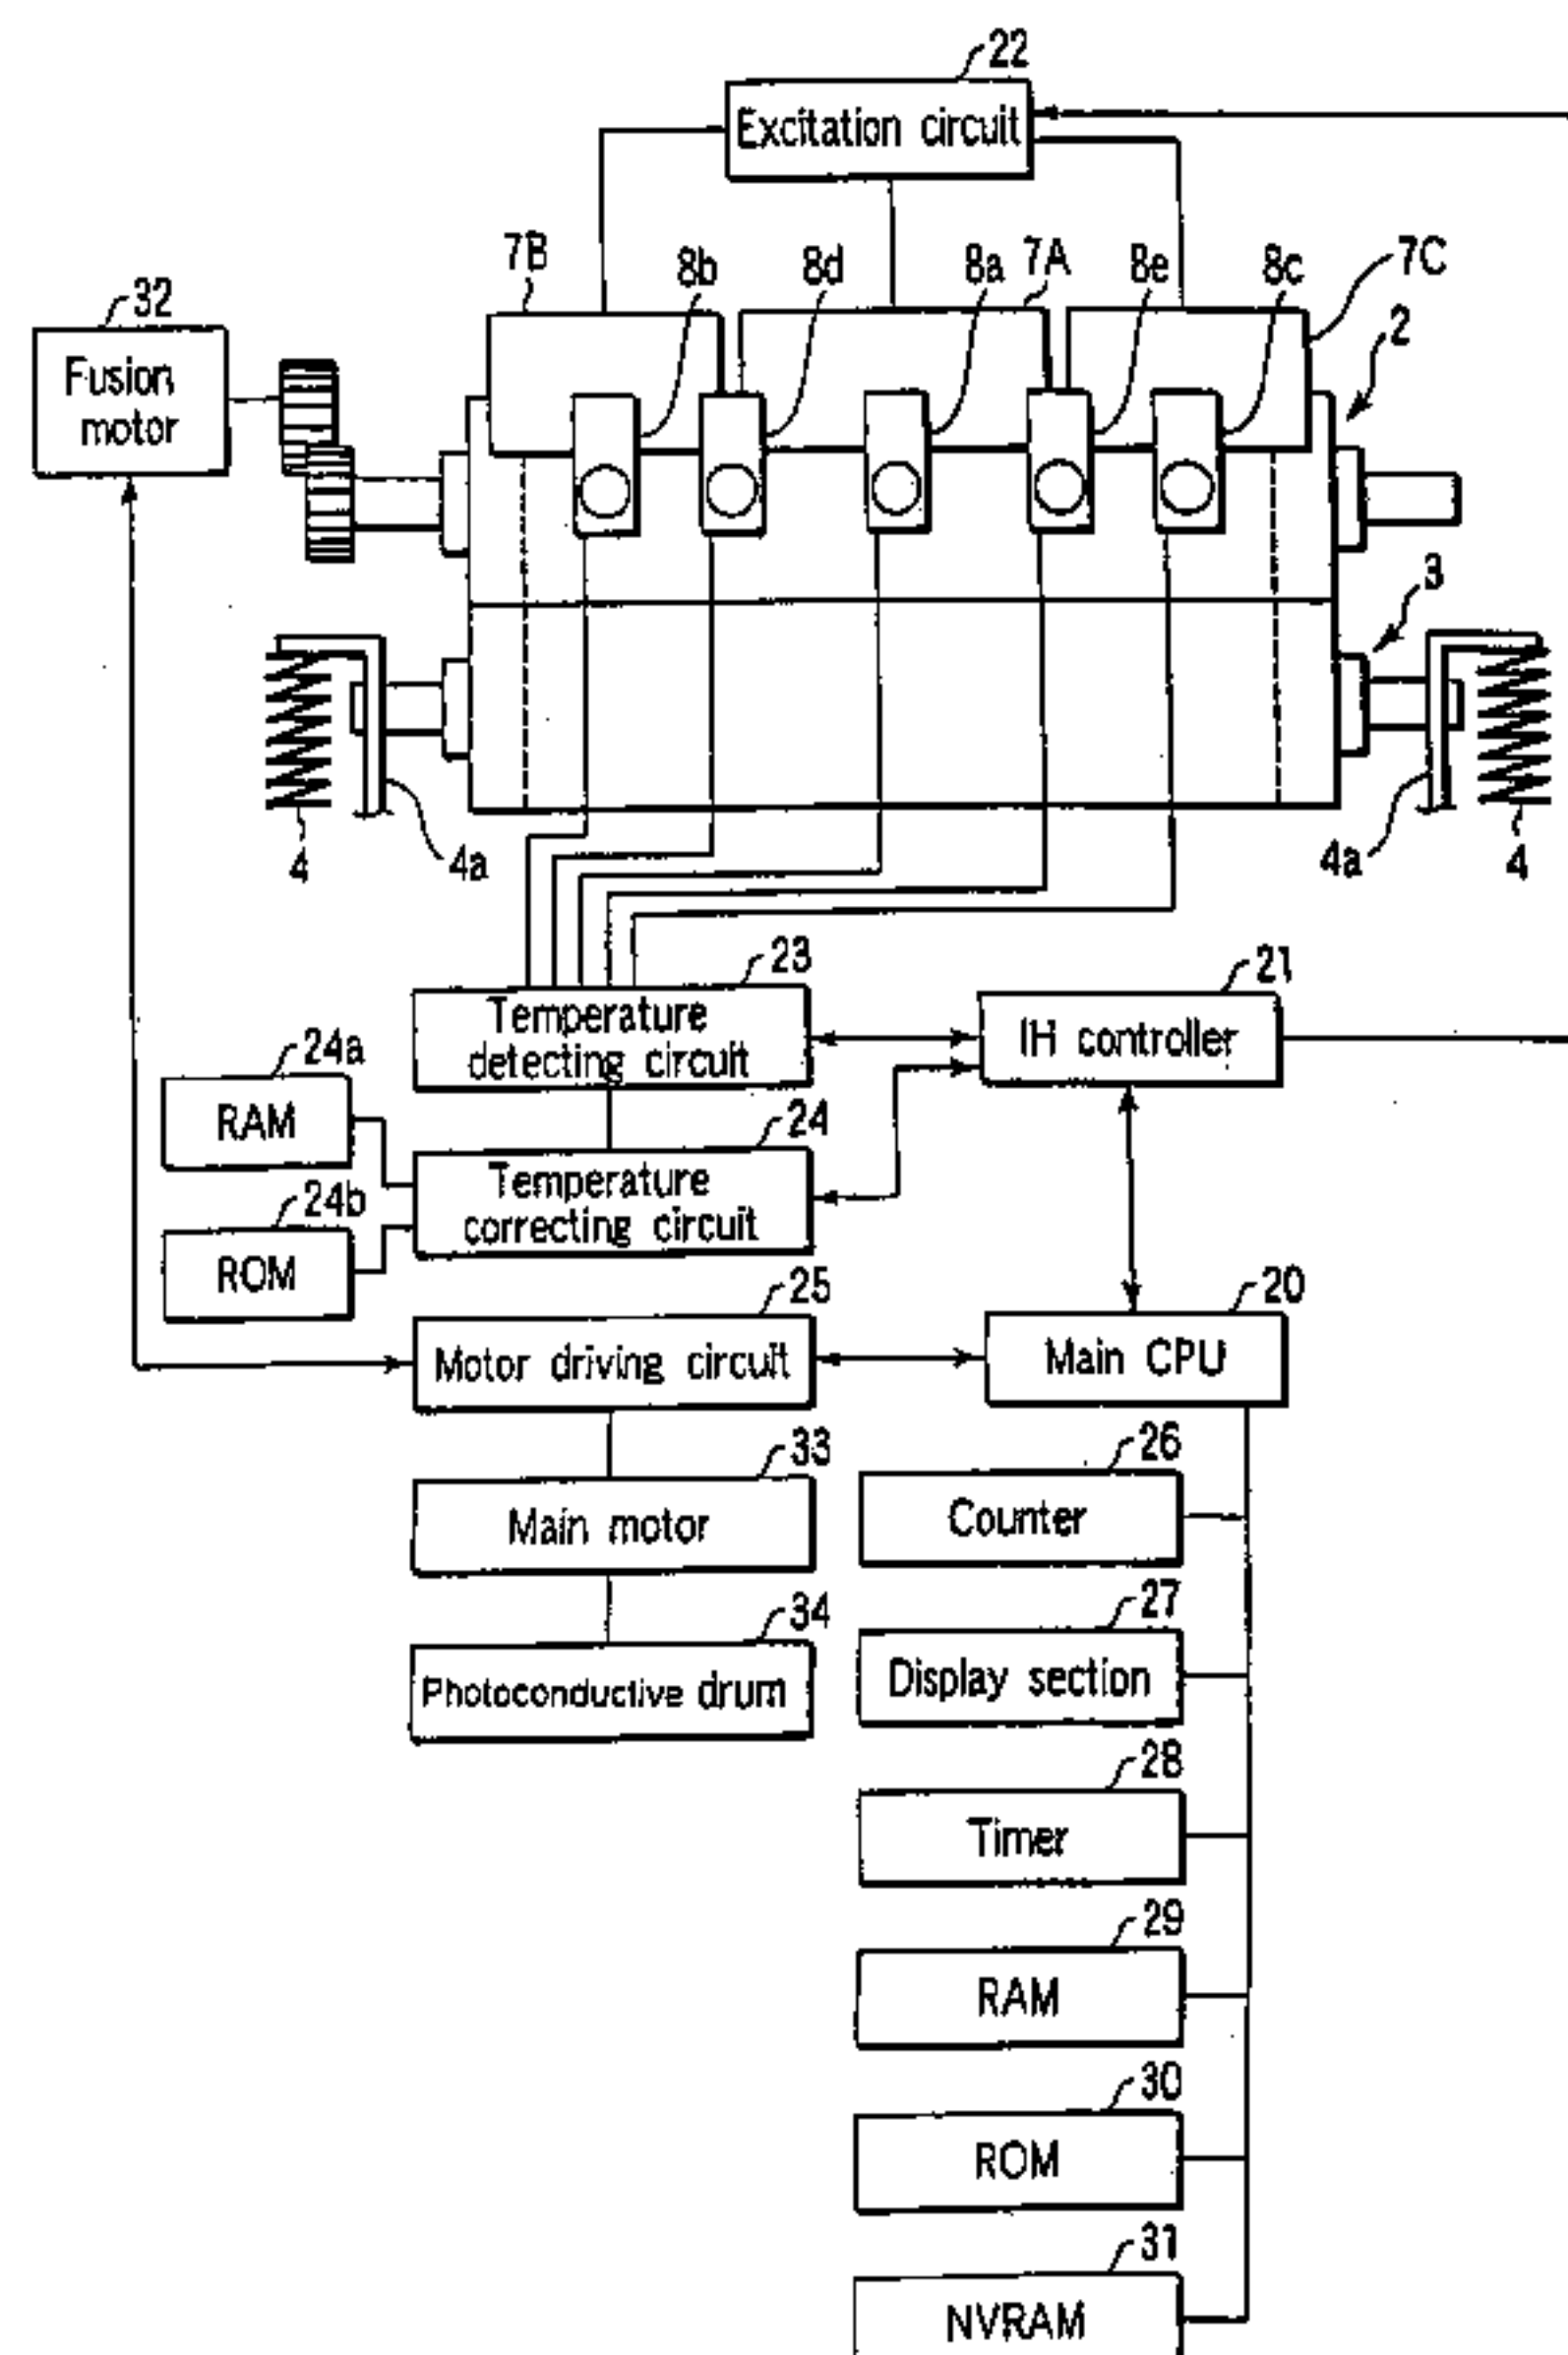 22
Excitation circuit
7B
8b
8d
8a
7A
8e
8c
7C
32
2
Fusion
motor
3
4
4a
4a
4
23
21
Temperature
detecting circuit
IH controller
24a
RAM
24
Temperature
correcting circuit
24b
ROM
25
20
Motor driving circuit
Main CPU
33
26
Main motor
Counter
34
27
Photoconductive drum
Display section
28
Timer
29
RAM
30
ROM
31
NVRAM